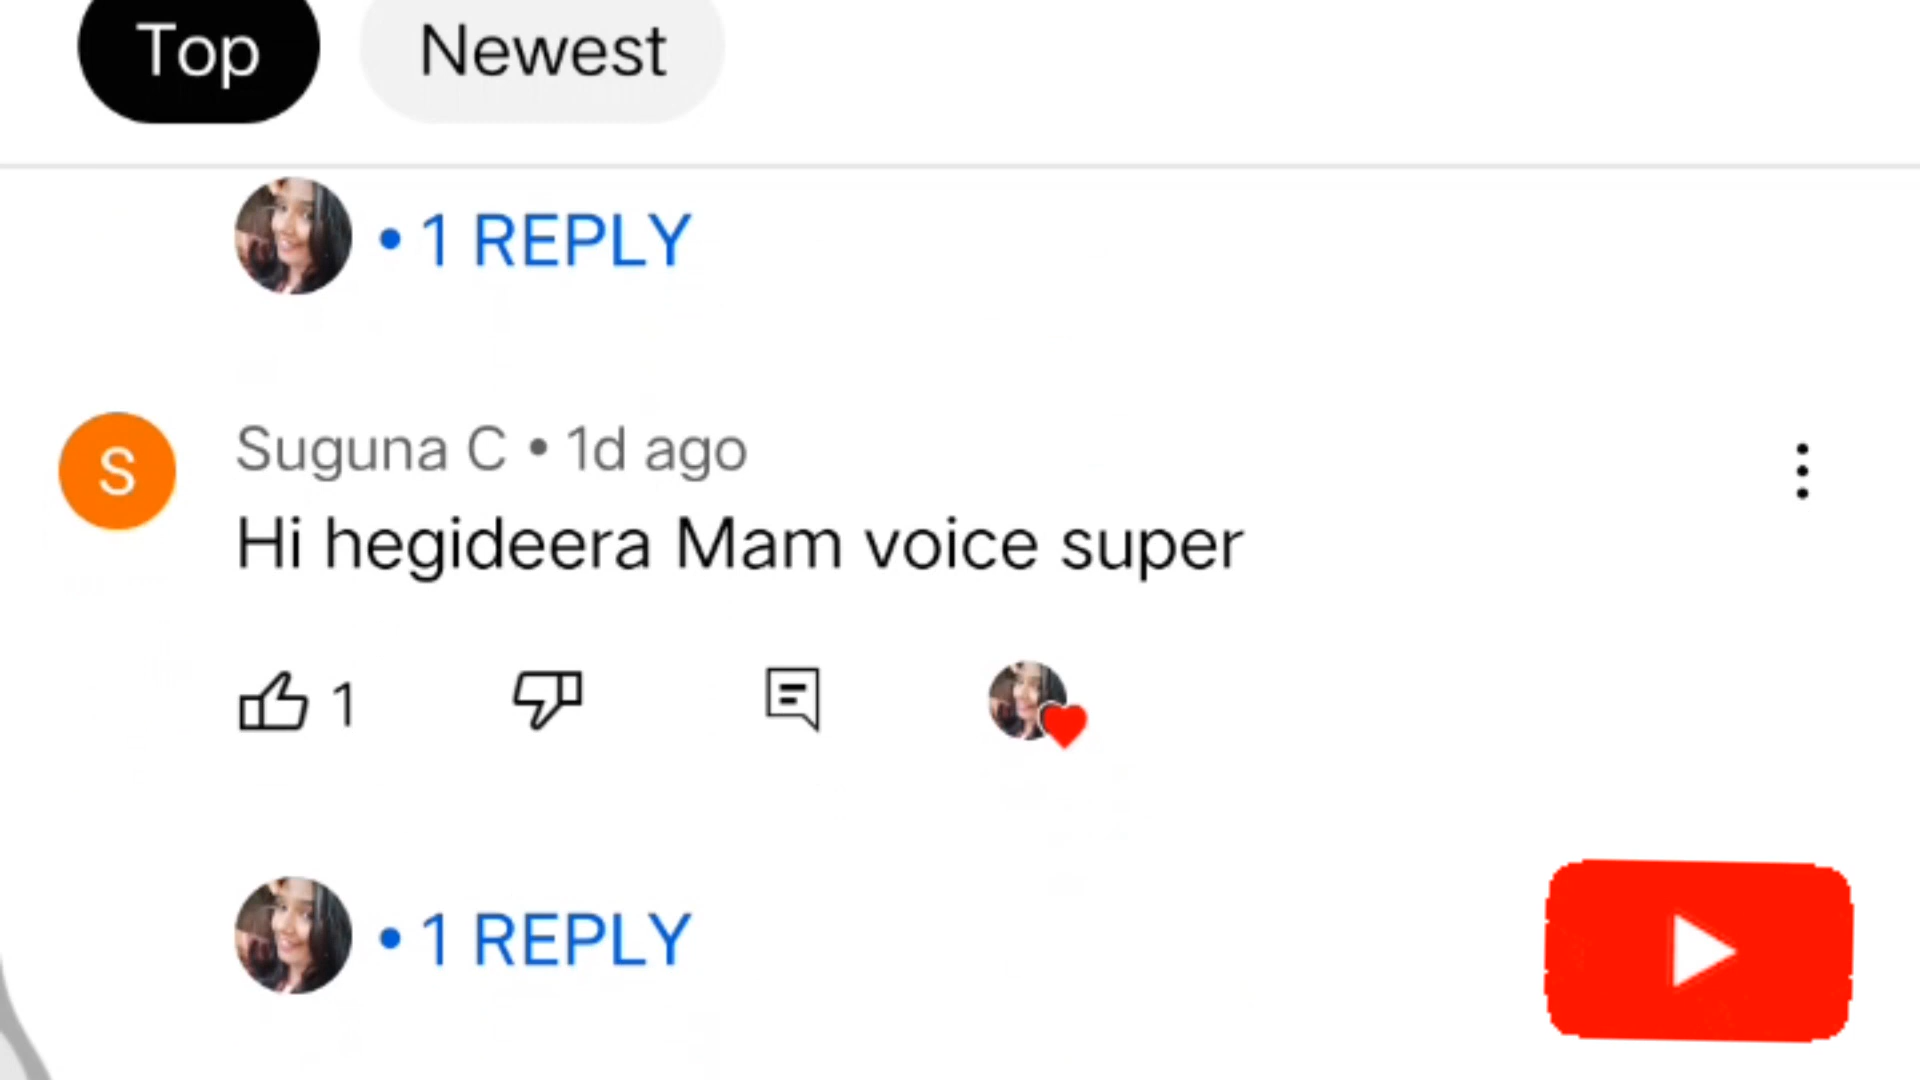 Top Newest
• 1 REPLY
S
Suguna C • 1d ago
Hi hegideera Mam voice super
1
• 1 REPLY